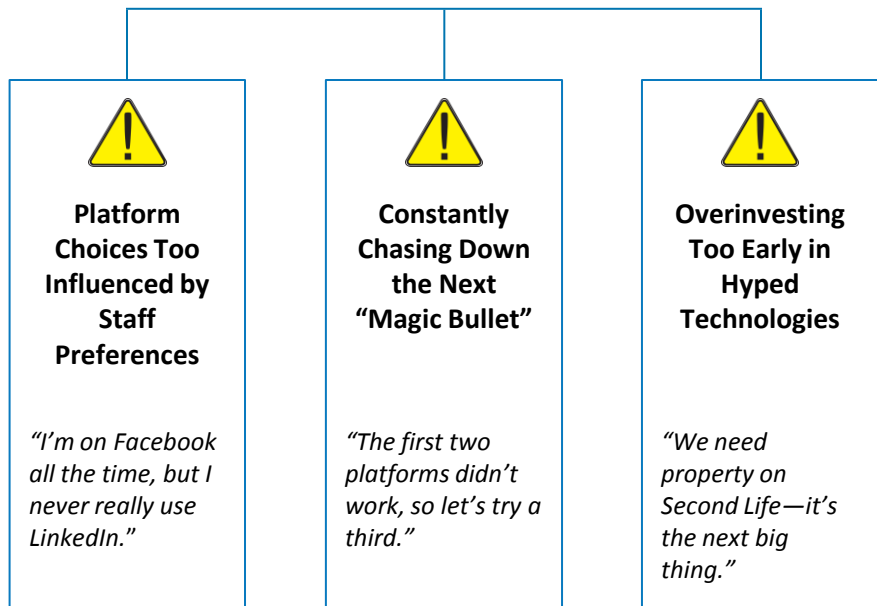 Platform
Choices Too
Influenced by
Staff
Preferences
“I’m on Facebook
all the time, but I
never really use
LinkedIn.”
Constantly
Chasing Down
the Next
“Magic Bullet”
“The first two
platforms didn’t
work, so let’s try a
third.”
Overinvesting
Too Early in
Hyped
Technologies
“We need
property on
Second Life—it’s
the next big
thing.”